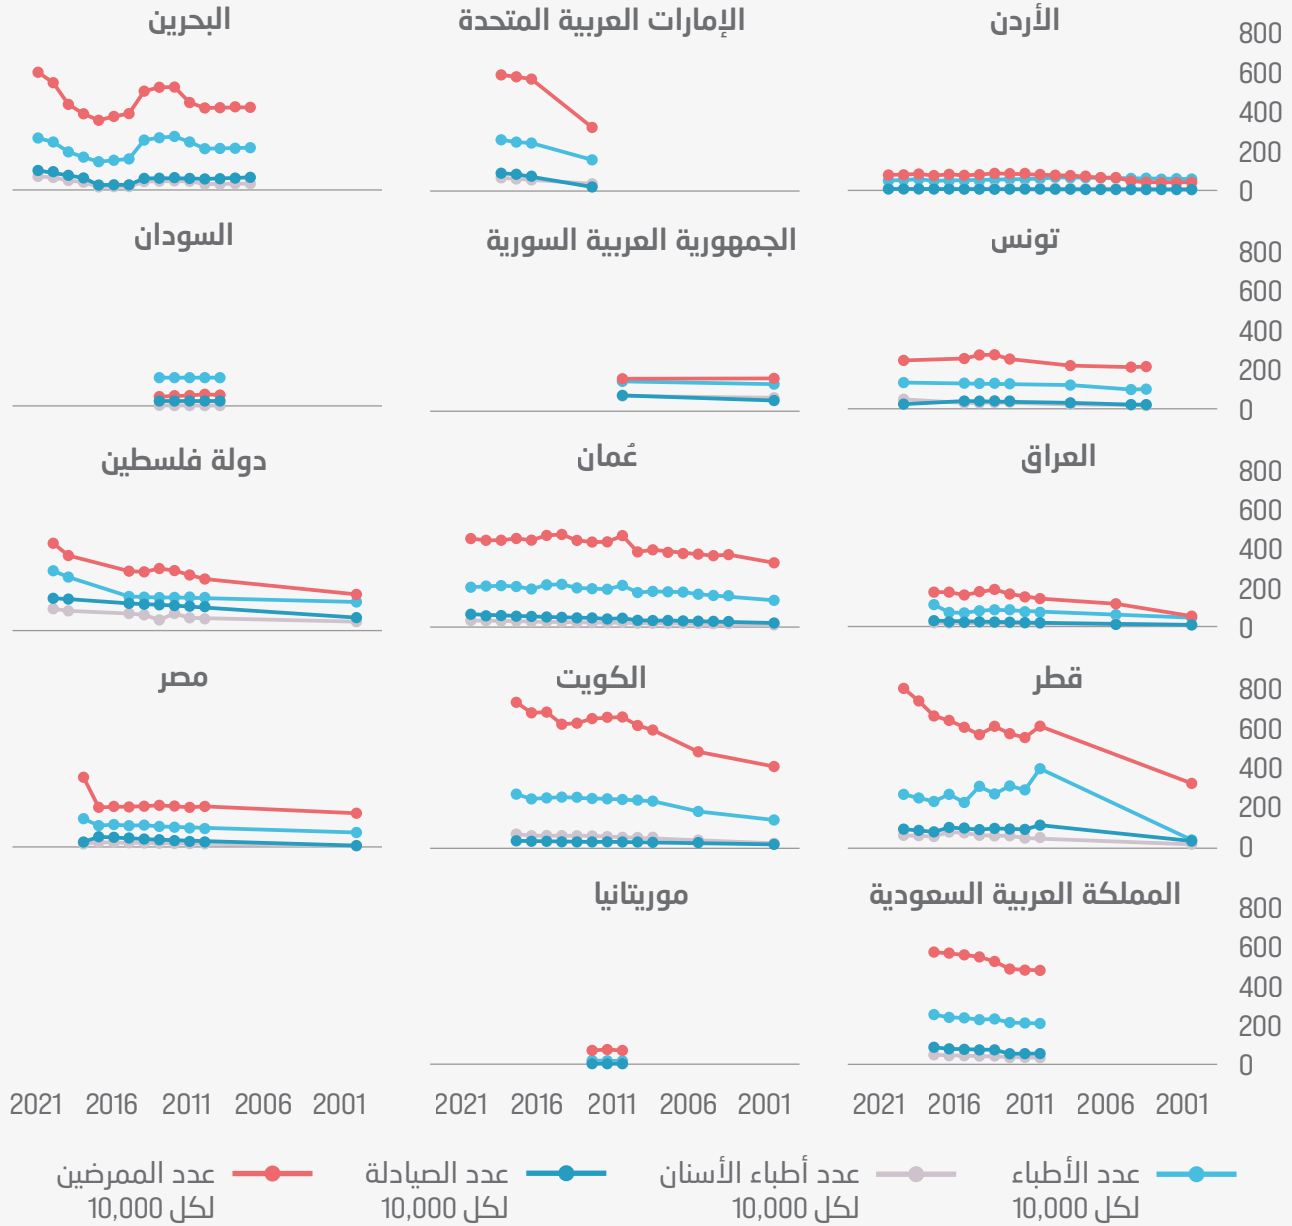 الأردن
الإمارات العربية المتحدة
البحرين
800
600
400
200
0
تونس
الجمهورية العربية السورية
السودان
800
600
400
200
0
العراق
عُمان
دولة فلسطين
800
600
400
200
0
قطر
الكويت
مصر
800
600
400
200
0
المملكة العربية السعودية
موريتانيا
800
600
400
200
0
2021 2016 2011 2006 2001
2021 2016 2011 2006 2001
2021 2016 2011 2006 2001
عدد الأطباء
لكل 10,000
عدد أطباء الأسنان
لكل 10,000
عدد الصيادلة
لكل 10,000
عدد الممرضين
لكل 10,000